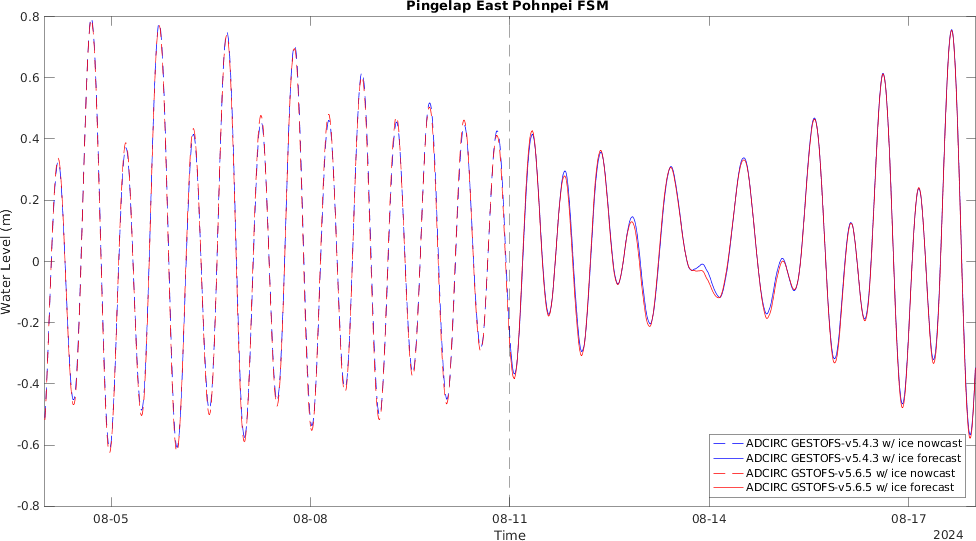 Pingelap East Pohnpei FSM
0.8
0.6
0.4
0.2
0
-0.2
-0.4
-0.6
-0.8
Water Level (m)
ADCIRC GESTOFS-v5.4.3 w/ ice nowcast
ADCIRC GESTOFS-v5.4.3 w/ ice forecast
ADCIRC GSTOFS-v5.6.5 w/ ice nowcast
ADCIRC GSTOFS-v5.6.5 w/ ice forecast
08-05 08-08 08-11 08-14 08-17
Time
2024